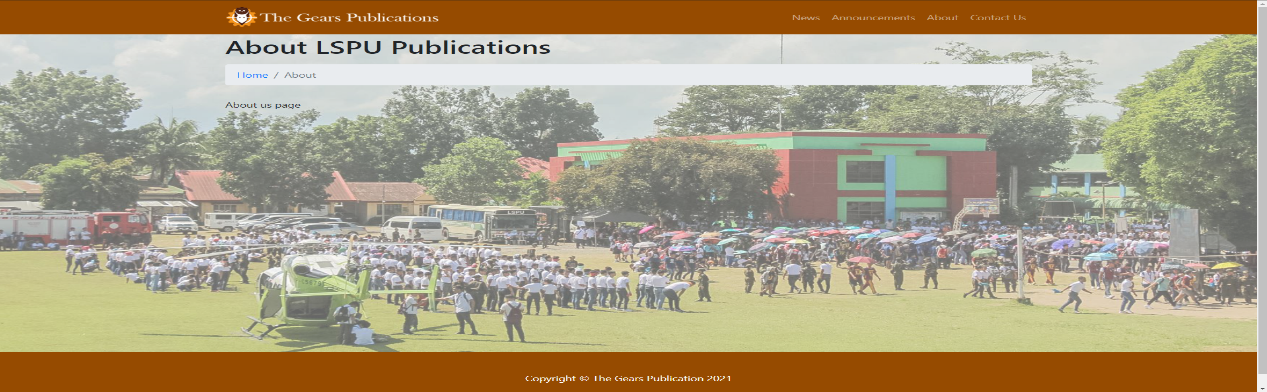 The Gears Publications
News Announcements About Contact Us
About LSPU Publications
Home / About
About us page
LSPU
Copyright © The Gears Publication 2021